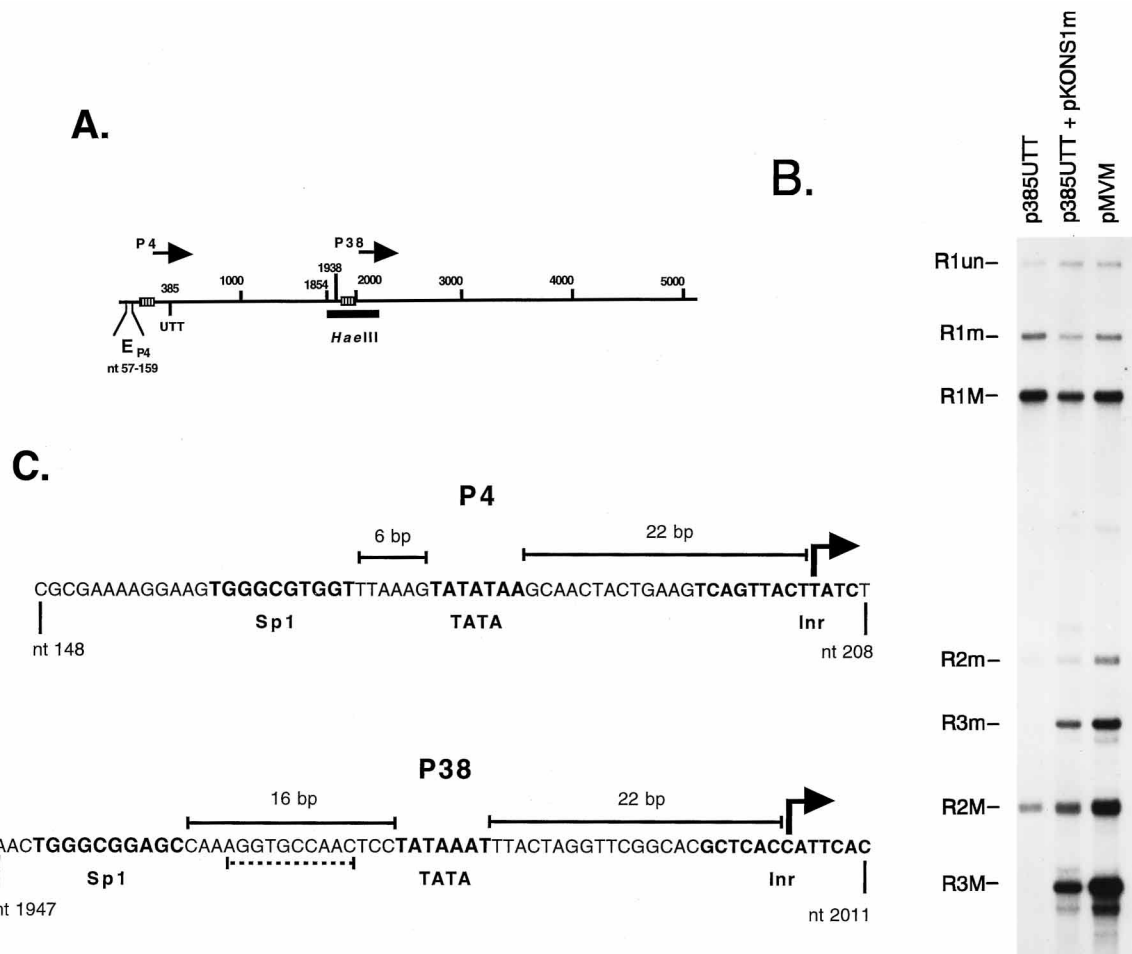 A.
P4
P38
1938
385
1000
1854
2000
3000
4000
5000
UTT
HaeIII
E P4
nt 57-159
B.
p385UTT
p385UTT + pKONS1m
pMVM
R1un–
R1m–
R1M–
R2m–
R3m–
R2M–
R3M–
C.
P4
6 bp
22 bp
CGCGAAAAGGAAGTGGGCGTGGTTTAAAGTATATAAGCAACTACTGAAGTCAGTTACTTATCT
Sp1 TATA Inr
nt 148
nt 208
P38
16 bp
22 bp
AACTGGGCGGAGCCCAAAGGTGCCAACTCCTATAAATTTACTAGGTTCGGCACGCTCACCATTCAC
Sp1 TATA Inr
nt 1947
nt 2011